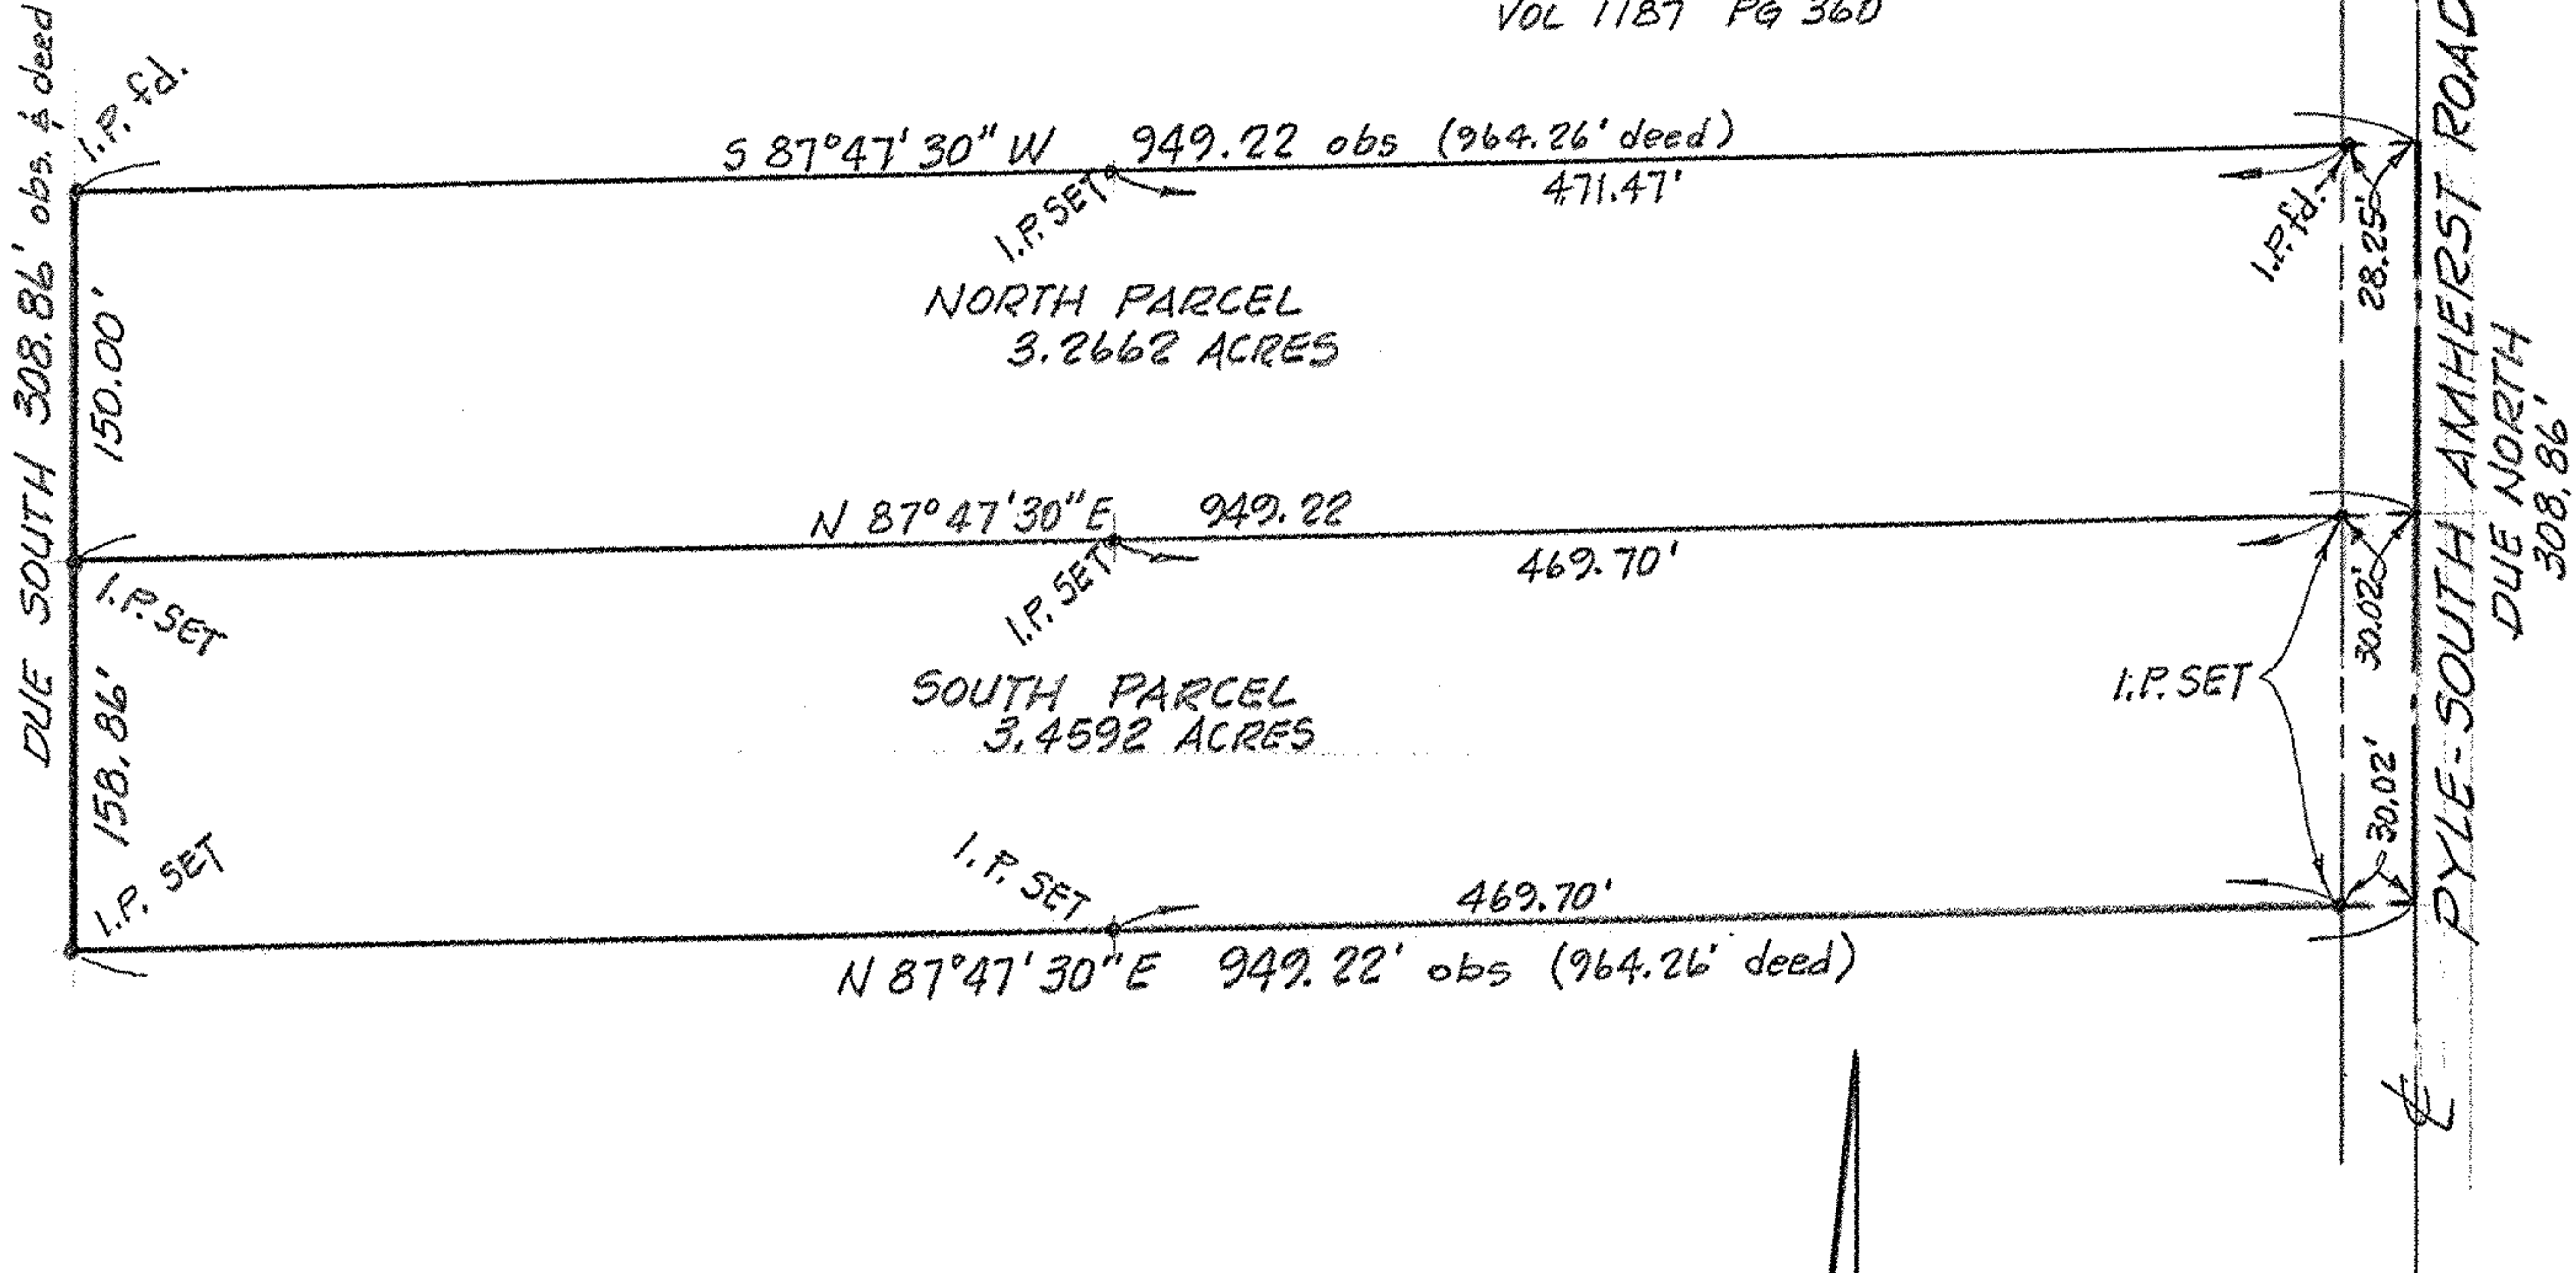 VOL 1187 PG 360
DUE SOUTH 308.86' obs. & deed
I.P. fd.
S 87°47'30" W 949.22 obs (964.26' deed)
I.P. SET
471.47'
I.P. fd.
28.25'
PYLE-SOUTH AMHERST ROAD
DUE NORTH
308.86'
150.00'
NORTH PARCEL
3.2662 ACRES
N 87°47'30"E 949.22
I.P. SET
I.P. SET
469.70'
30.02'
I.P. SET
158.86'
SOUTH PARCEL
3.4592 ACRES
30.02'
I.P. SET
I.P. SET
469.70'
N 87°47'30"E 949.22' obs (964.26' deed)
℄